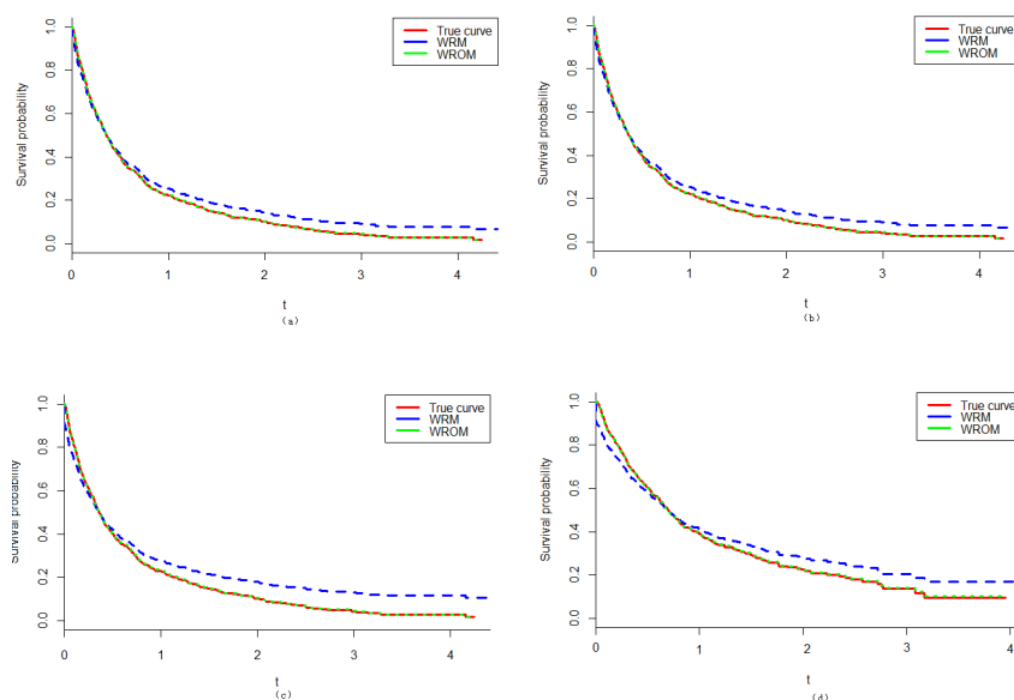 True curve
WRM
WROM
Survival probability
1.0
0.8
0.6
0.4
0.2
0.0
0 1 2 3 4
t
(a)
True curve
WRM
WROM
Survival probability
1.0
0.8
0.6
0.4
0.2
0.0
0 1 2 3 4
t
(b)
True curve
WRM
WROM
Survival probability
1.0
0.8
0.6
0.4
0.2
0.0
0 1 2 3 4
t
(c)
True curve
WRM
WROM
Survival probability
1.0
0.8
0.6
0.4
0.2
0.0
0 1 2 3 4
t
(d)